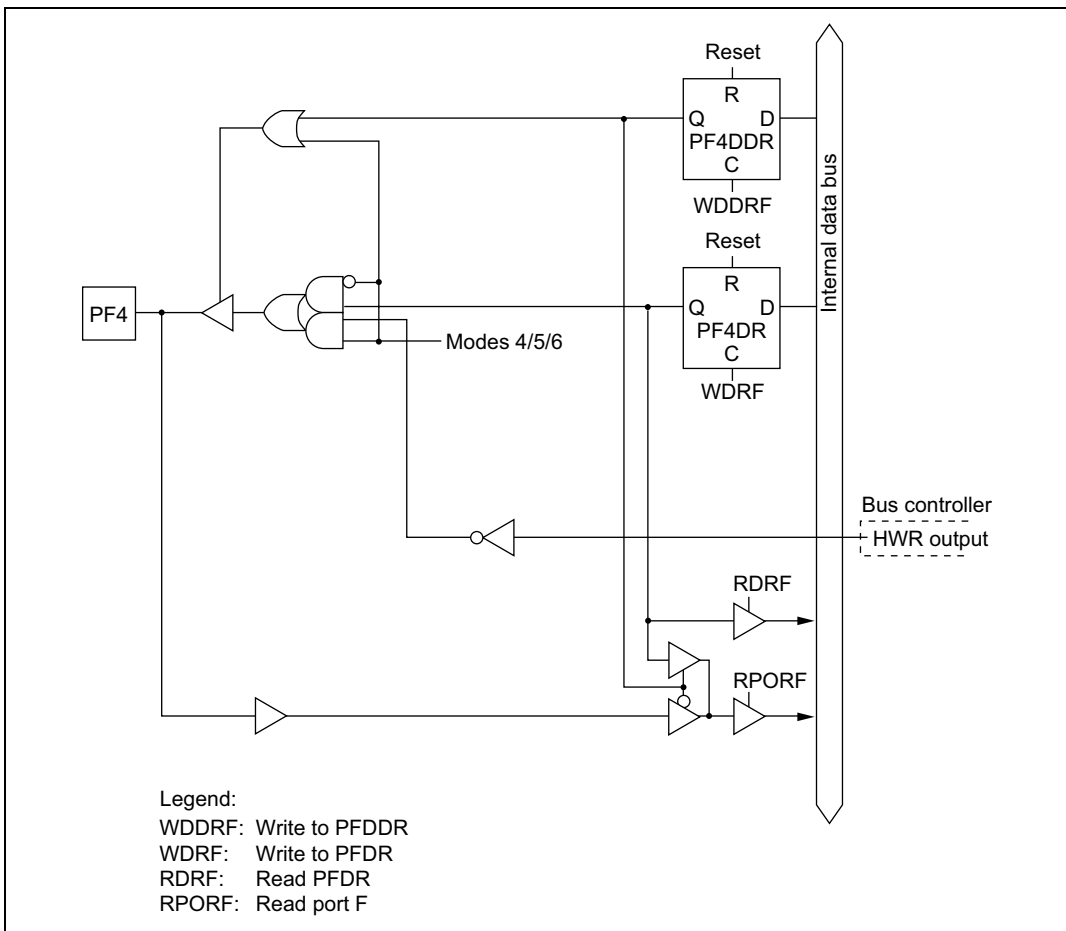 Reset
R
Q D
PF4DDR
C
WDDRF
Reset
R
Q D
PF4DR
C
WDRF
Internal data bus
PF4
Modes 4/5/6
Bus controller
HWR output
RDRF
RPORF
Legend:
WDDRF: Write to PFDDR
WDRF: Write to PFDR
RDRF: Read PFDR
RPORF: Read port F